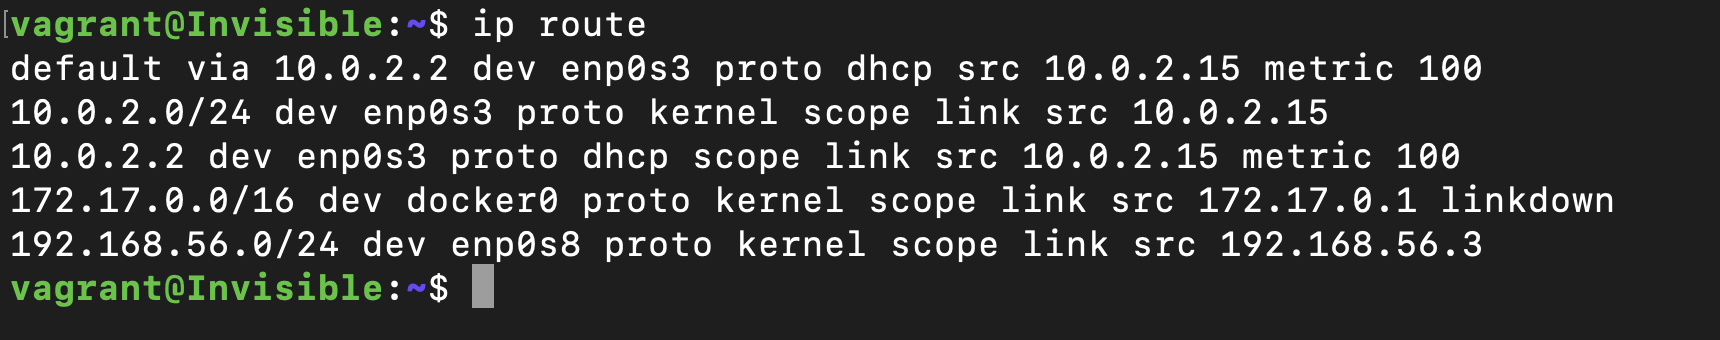 [vagrant@Invisible:~$ ip route
default via 10.0.2.2 dev enp0s3 proto dhcp src 10.0.2.15 metric 100
10.0.2.0/24 dev enp0s3 proto kernel scope link src 10.0.2.15
10.0.2.2 dev enp0s3 proto dhcp scope link src 10.0.2.15 metric 100
172.17.0.0/16 dev docker0 proto kernel scope link src 172.17.0.1 linkdown
192.168.56.0/24 dev enp0s8 proto kernel scope link src 192.168.56.3
vagrant@Invisible:~$